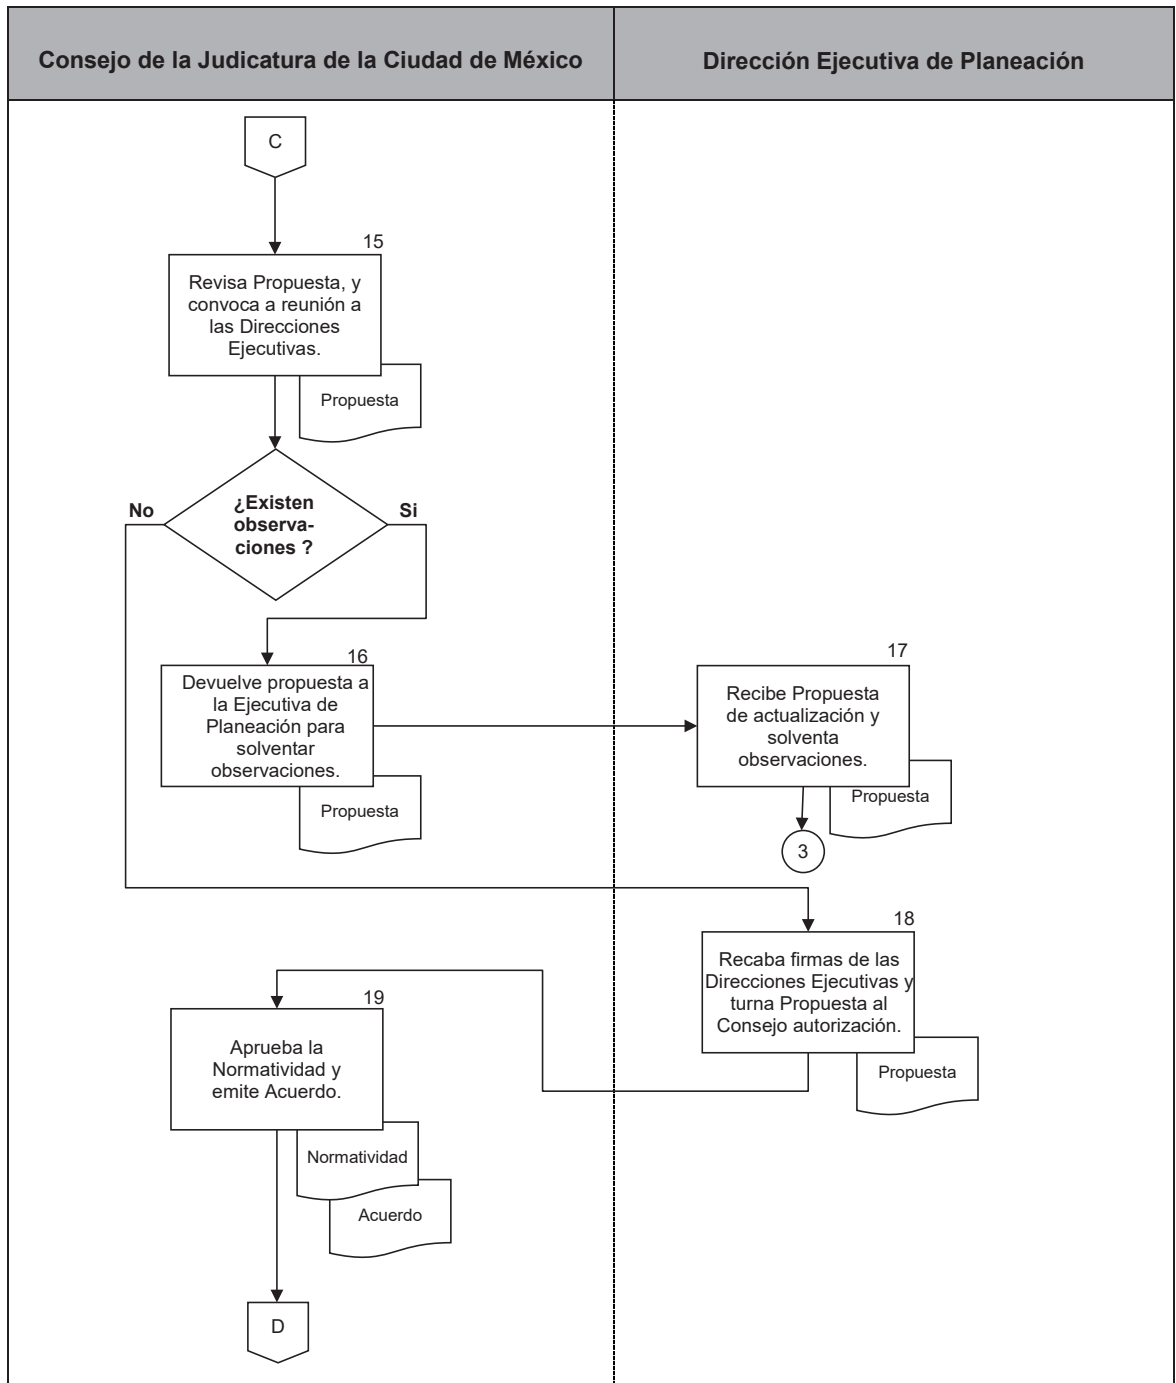 Consejo de la Judicatura de la Ciudad de México
Dirección Ejecutiva de Planeación
C
15
Revisa Propuesta, y
convoca a reunión a
las Direcciones
Ejecutivas.
Propuesta
¿Existen
observa-
ciones ?
No
Si
16
Devuelve propuesta a
la Ejecutiva de
Planeación para
solventar
observaciones.
Propuesta
17
Recibe Propuesta
de actualización y
solventa
observaciones.
Propuesta
3
18
Recaba firmas de las
Direcciones Ejecutivas y
turna Propuesta al
Consejo autorización.
Propuesta
19
Aprueba la
Normatividad y
emite Acuerdo.
Normatividad
Acuerdo
D